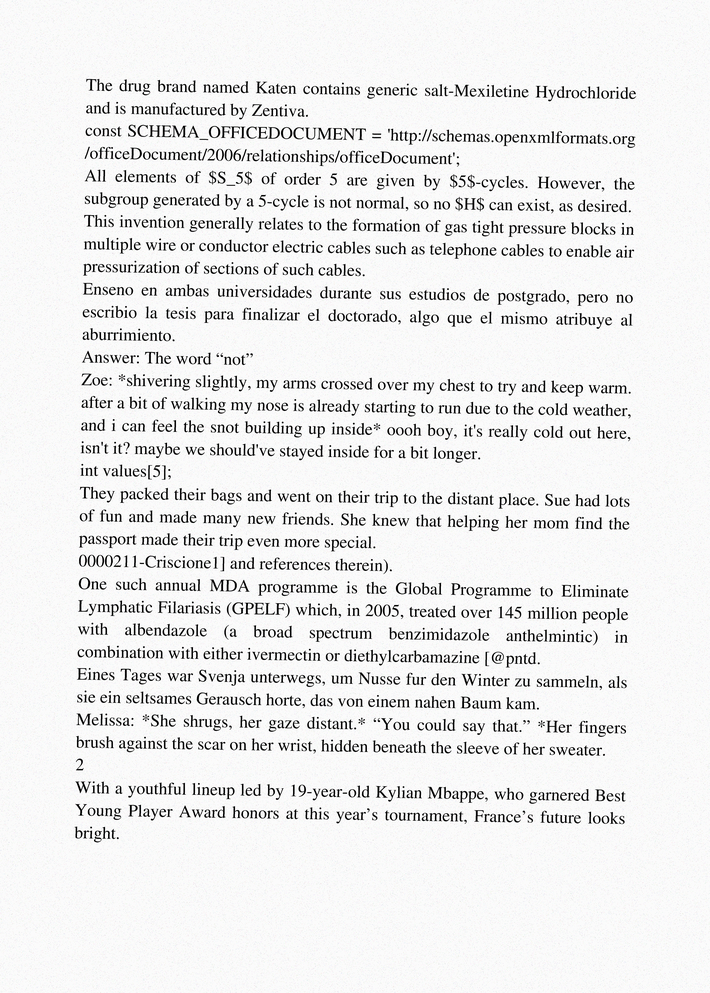 The drug brand named Katen contains generic salt-Mexiletine Hydrochloride
and is manufactured by Zentiva.
const SCHEMA_OFFICEDOCUMENT = 'http://schemas.openxmlformats.org
/officeDocument/2006/relationships/officeDocument';
All elements of $S_5$ of order 5 are given by $5$-cycles. However, the
subgroup generated by a 5-cycle is not normal, so no $H$ can exist, as desired.
This invention generally relates to the formation of gas tight pressure blocks in
multiple wire or conductor electric cables such as telephone cables to enable air
pressurization of sections of such cables.
Enseno en ambas universidades durante sus estudios de postgrado, pero no
escribio la tesis para finalizar el doctorado, algo que el mismo atribuye al
aburrimiento.
Answer: The word “not”
Zoe: *shivering slightly, my arms crossed over my chest to try and keep warm.
after a bit of walking my nose is already starting to run due to the cold weather,
and i can feel the snot building up inside* oooh boy, it's really cold out here,
isn't it? maybe we should've stayed inside for a bit longer.
int values[5];
They packed their bags and went on their trip to the distant place. Sue had lots
of fun and made many new friends. She knew that helping her mom find the
passport made their trip even more special.
0000211-Criscione1] and references therein).
One such annual MDA programme is the Global Programme to Eliminate
Lymphatic Filariasis (GPELF) which, in 2005, treated over 145 million people
with albendazole (a broad spectrum benzimidazole anthelmintic) in
combination with either ivermectin or diethylcarbamazine [@pntd.
Eines Tages war Svenja unterwegs, um Nusse fur den Winter zu sammeln, als
sie ein seltsames Gerausch horte, das von einem nahen Baum kam.
Melissa: *She shrugs, her gaze distant.* “You could say that.” *Her fingers
brush against the scar on her wrist, hidden beneath the sleeve of her sweater.
2
With a youthful lineup led by 19-year-old Kylian Mbappe, who garnered Best
Young Player Award honors at this year’s tournament, France’s future looks
bright.